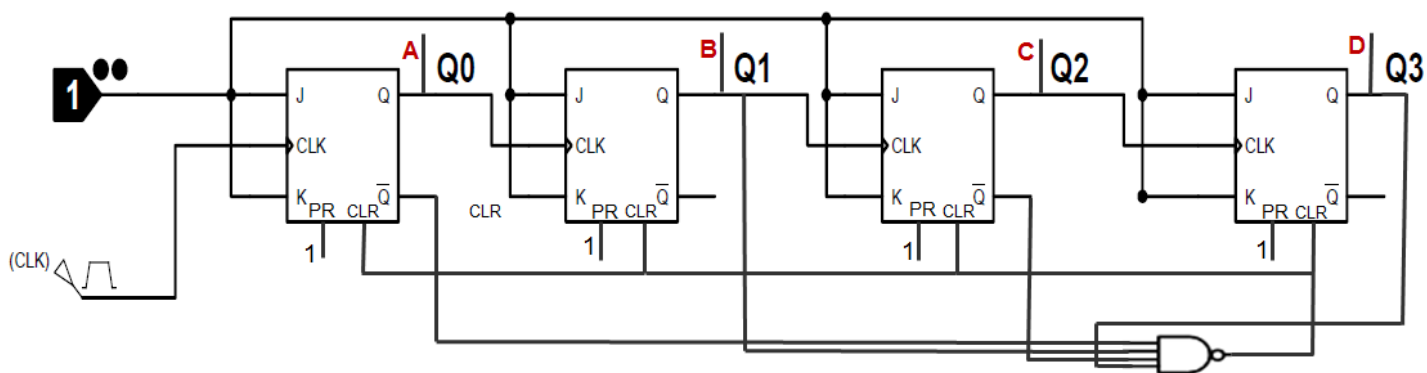 A Q0 B Q1 C Q2 D Q3
1
J Q J Q J Q J Q
CLK CLK CLK CLK
K Q̅ K Q̅ K Q̅ K Q̅
PR CLR CLR PR CLR PR CLR PR CLR
1 1 1 1
(CLK)